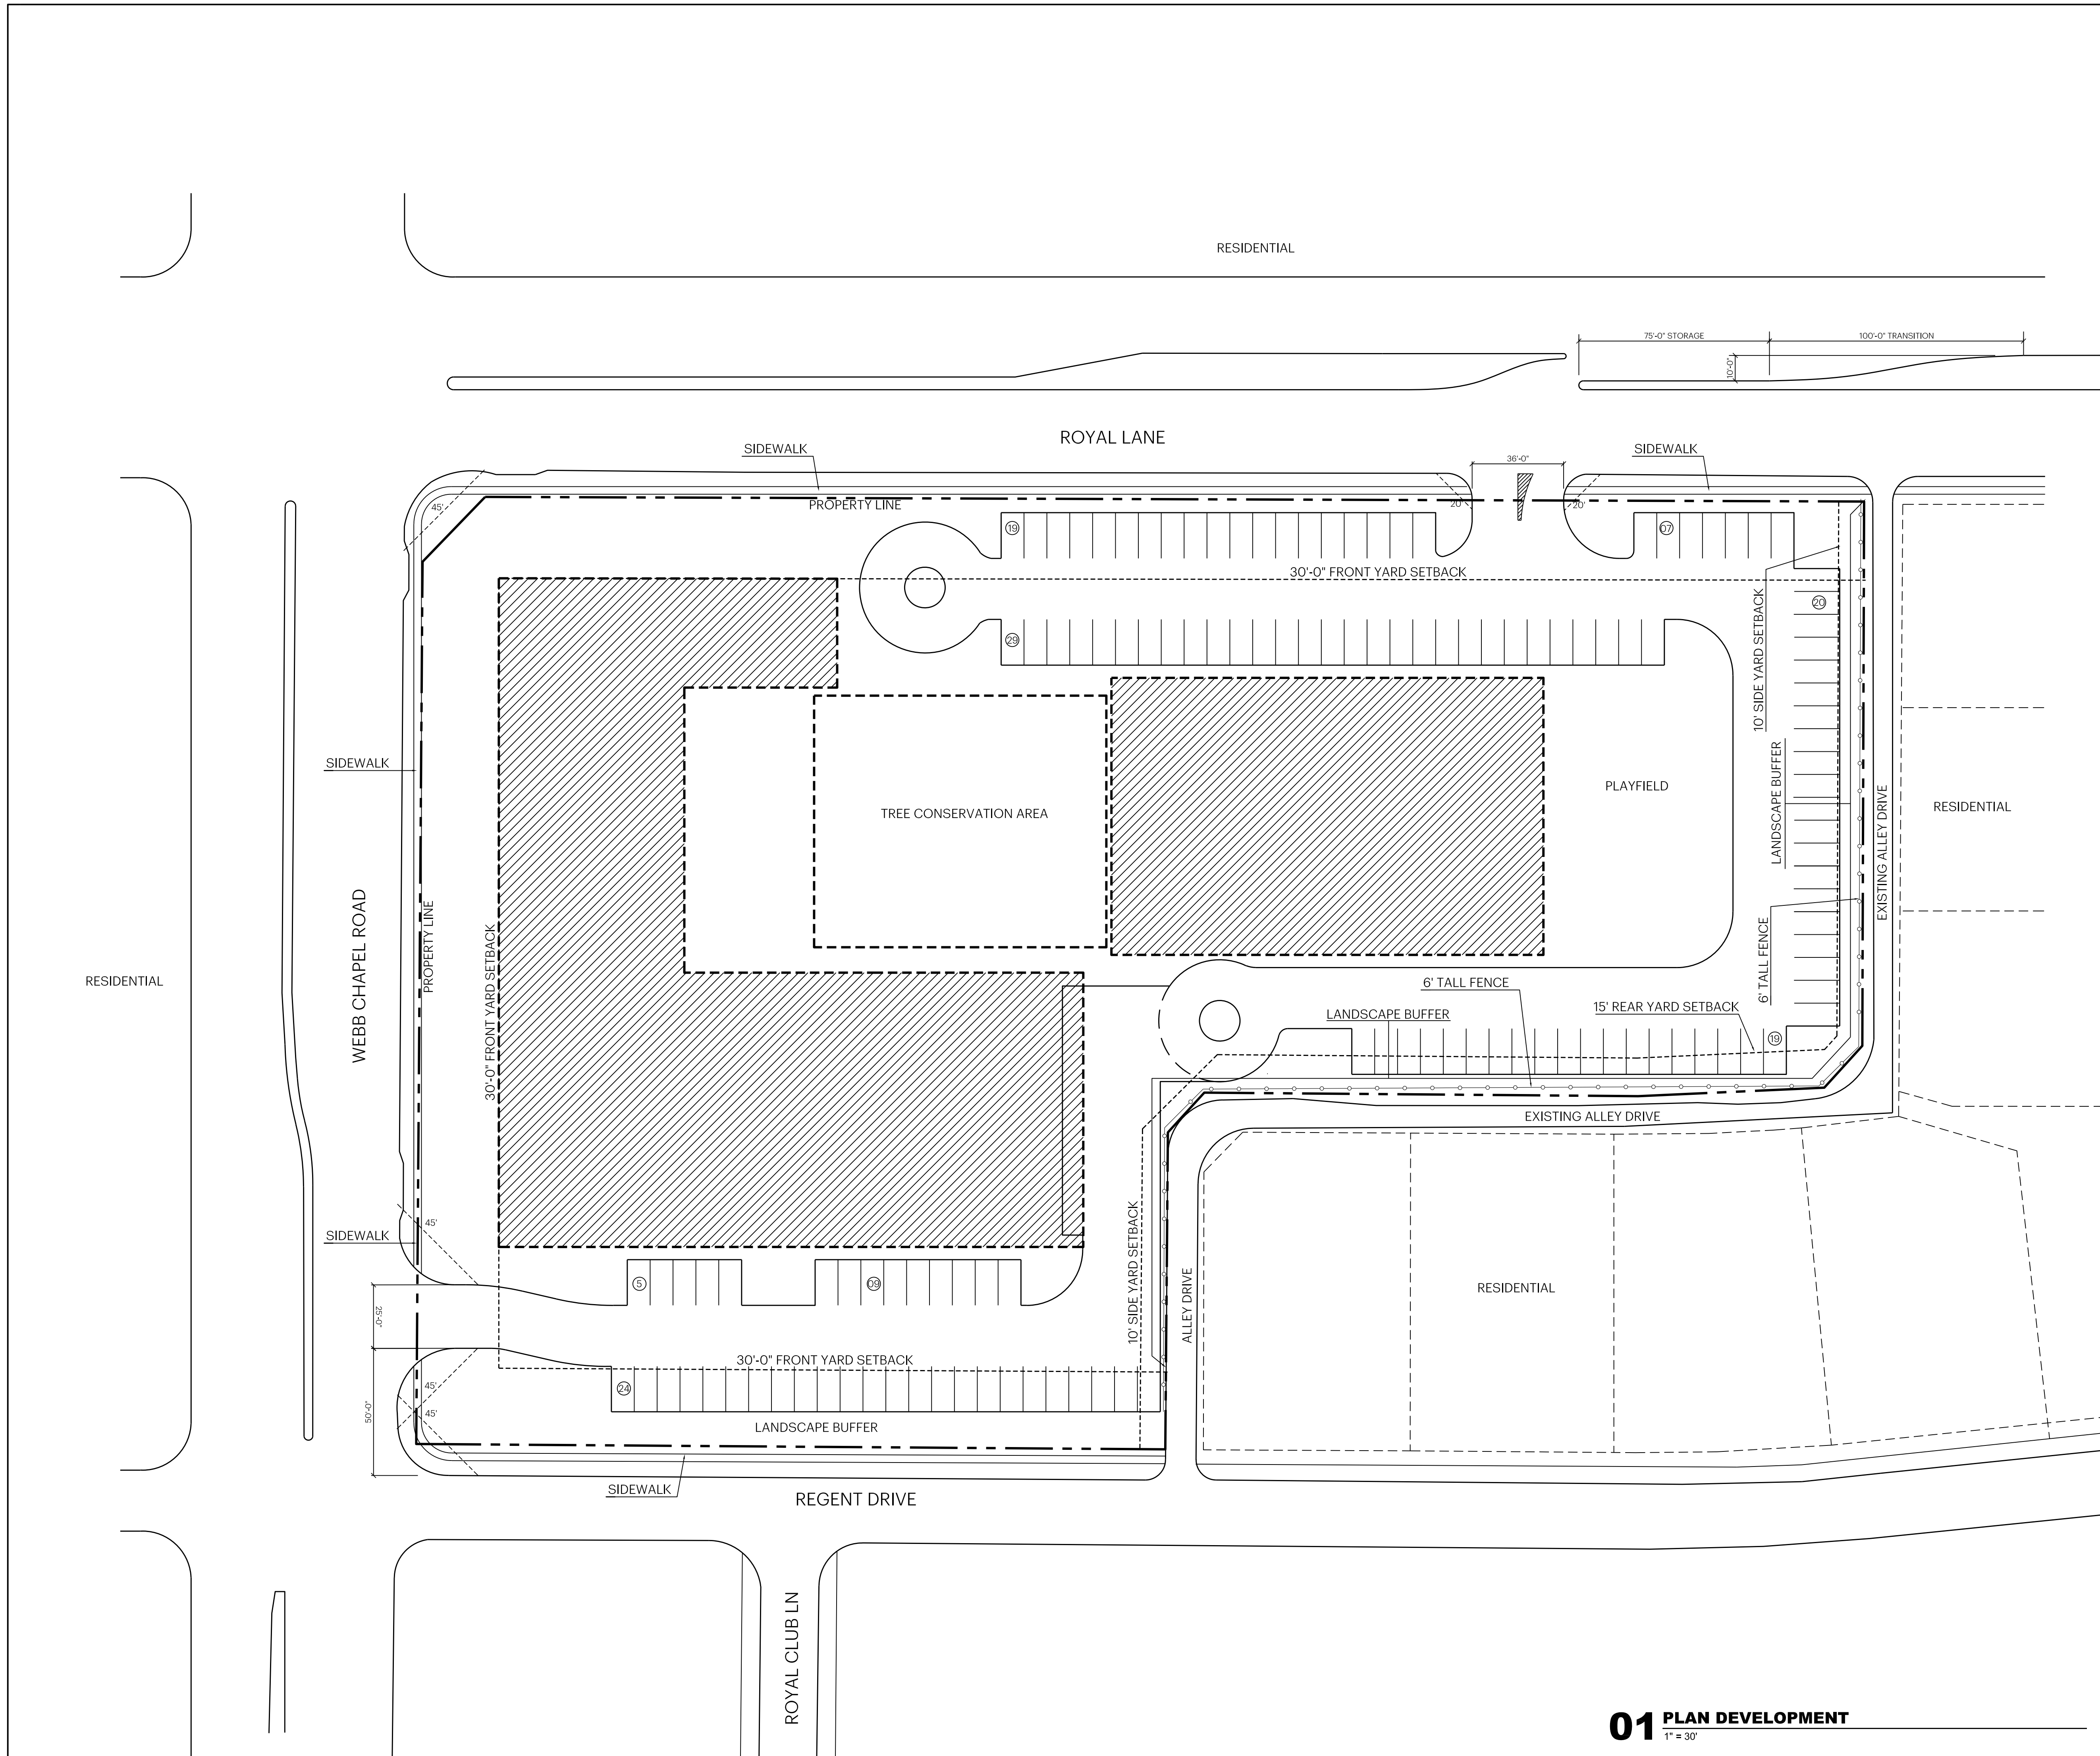 RESIDENTIAL
75'-0" STORAGE
100'-0" TRANSITION
10'-0"
ROYAL LANE
SIDEWALK
SIDEWALK
36'-0"
45'
PROPERTY LINE
20'
20'
19
07
30'-0" FRONT YARD SETBACK
20
29
10' SIDE YARD SETBACK
SIDEWALK
PLAYFIELD
LANDSCAPE BUFFER
TREE CONSERVATION AREA
RESIDENTIAL
EXISTING ALLEY DRIVE
WEBB CHAPEL ROAD
PROPERTY LINE
30'-0" FRONT YARD SETBACK
6' TALL FENCE
RESIDENTIAL
6' TALL FENCE
15' REAR YARD SETBACK
LANDSCAPE BUFFER
19
EXISTING ALLEY DRIVE
SIDEWALK
45'
10' SIDE YARD SETBACK
ALLEY DRIVE
5
09
RESIDENTIAL
25'-0"
30'-0" FRONT YARD SETBACK
45'
24
50'-0"
45'
LANDSCAPE BUFFER
SIDEWALK
REGENT DRIVE
ROYAL CLUB LN
01 PLAN DEVELOPMENT
1" = 30'